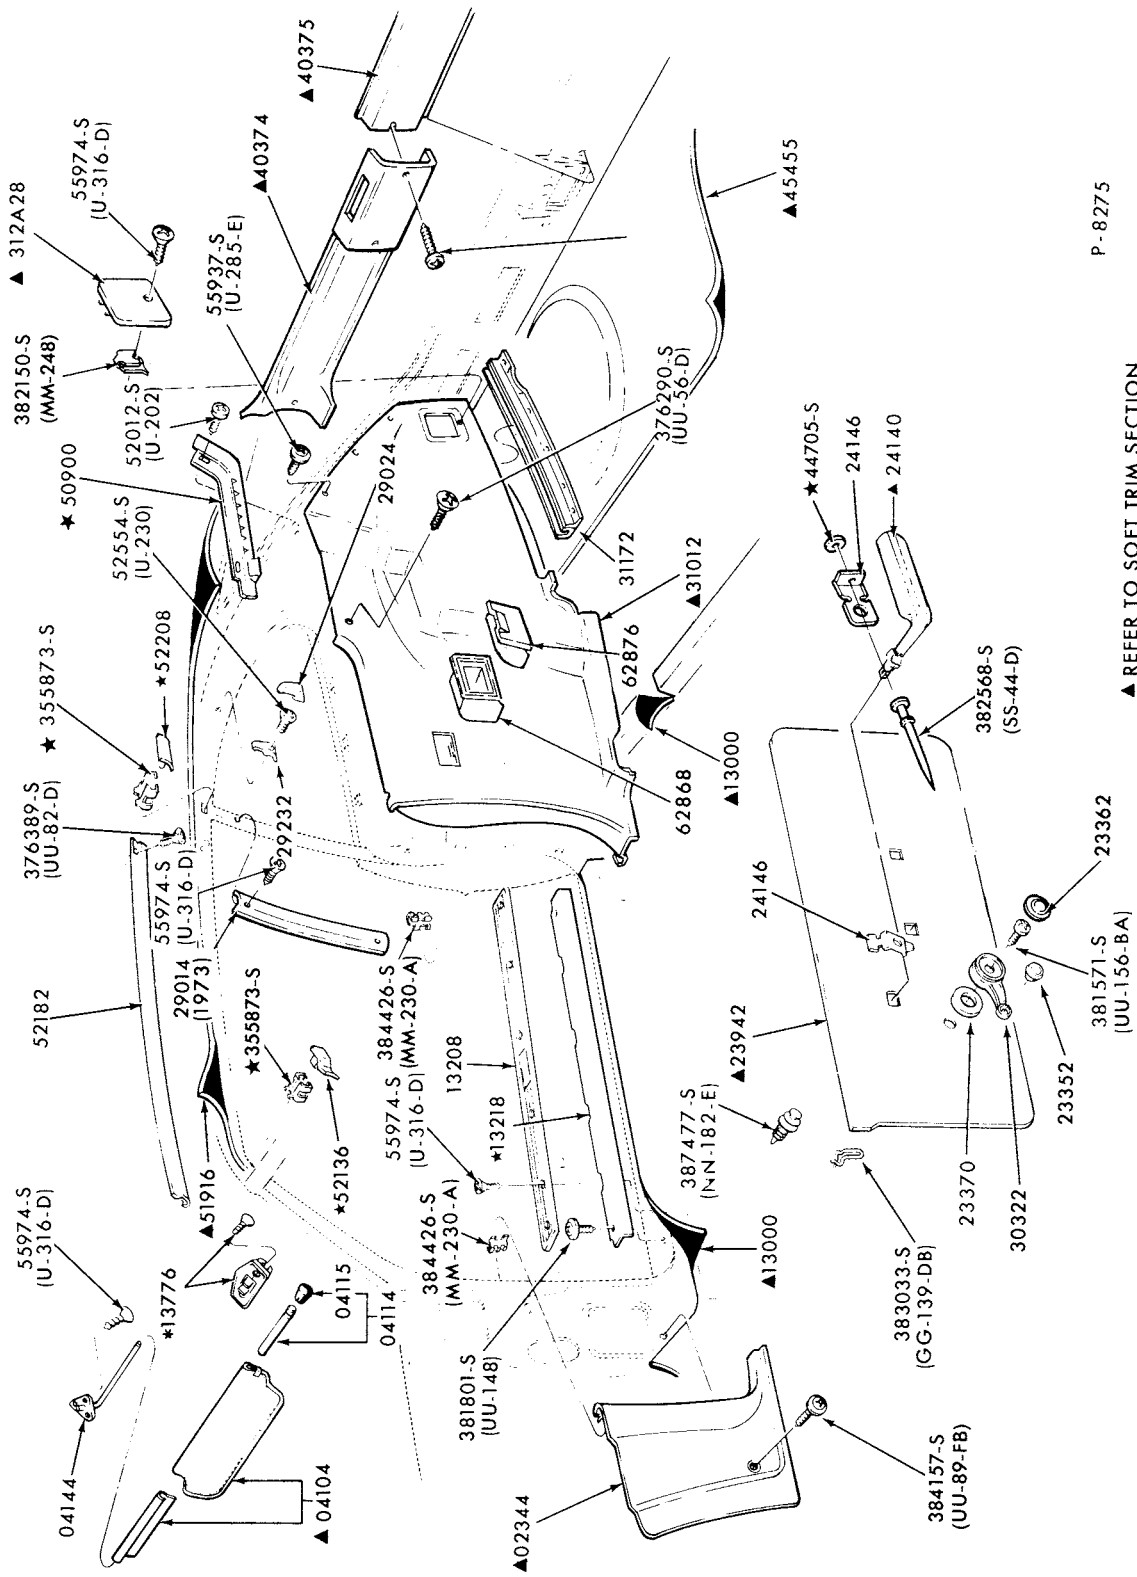 04144
55974-S
(U-316-D)
52182
376389-S
(UU-82-D)
★ 355873-S
★52208
★50900
382150-S
(MM-248)
▲ 312A28
55974-S
(U-316-D)
52012-S
(U-202)
52554-S
(U-230)
55937-S
(U-285-E)
▲40374
▲40375
*13776
▲51916
29014
(1973)
55974-S
(U-316-D)
29232
29024
▲04104
04115
04114
★52136
★355873-S
384426-S
(MM-230-A)
55974-S
(U-316-D)
13208
★13218
384426-S
(MM-230-A)
381801-S
(UU-148)
376290-S
(UU-56-D)
31172
▲31012
62876
62868
▲13000
▲45455
▲02344
384157-S
(UU-89-FB)
▲13000
387477-S
(NN-182-E)
▲23942
383033-S
(GG-139-DB)
23370
30322
23352
381571-S
(UU-156-BA)
23362
24146
382568-S
(SS-44-D)
★44705-S
24146
▲ 24140
▲ REFER TO SOFT TRIM SECTION
P-8275